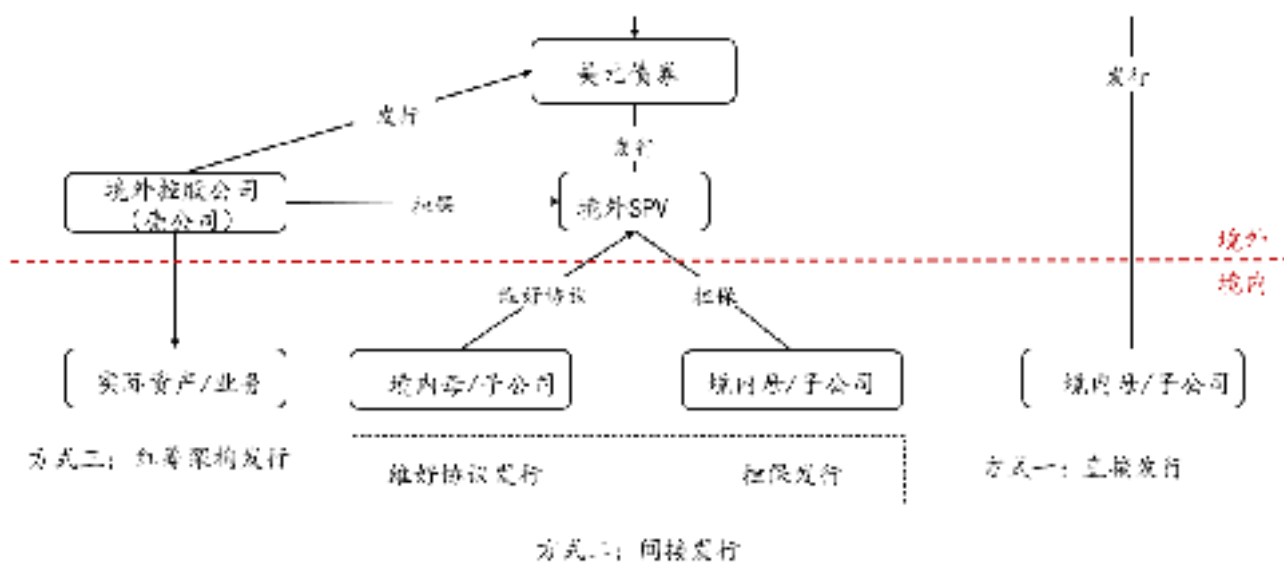 美元债券
发行
发行
发行
境外控股公司
(壳公司)
担保
境外SPV
境外
境内
维好协议
担保
实际资产/业务
境内母/子公司
境内母/子公司
境内母/子公司
方式三：红筹架构发行
维好协议发行
担保发行
方式一：直接发行
方式二：间接发行